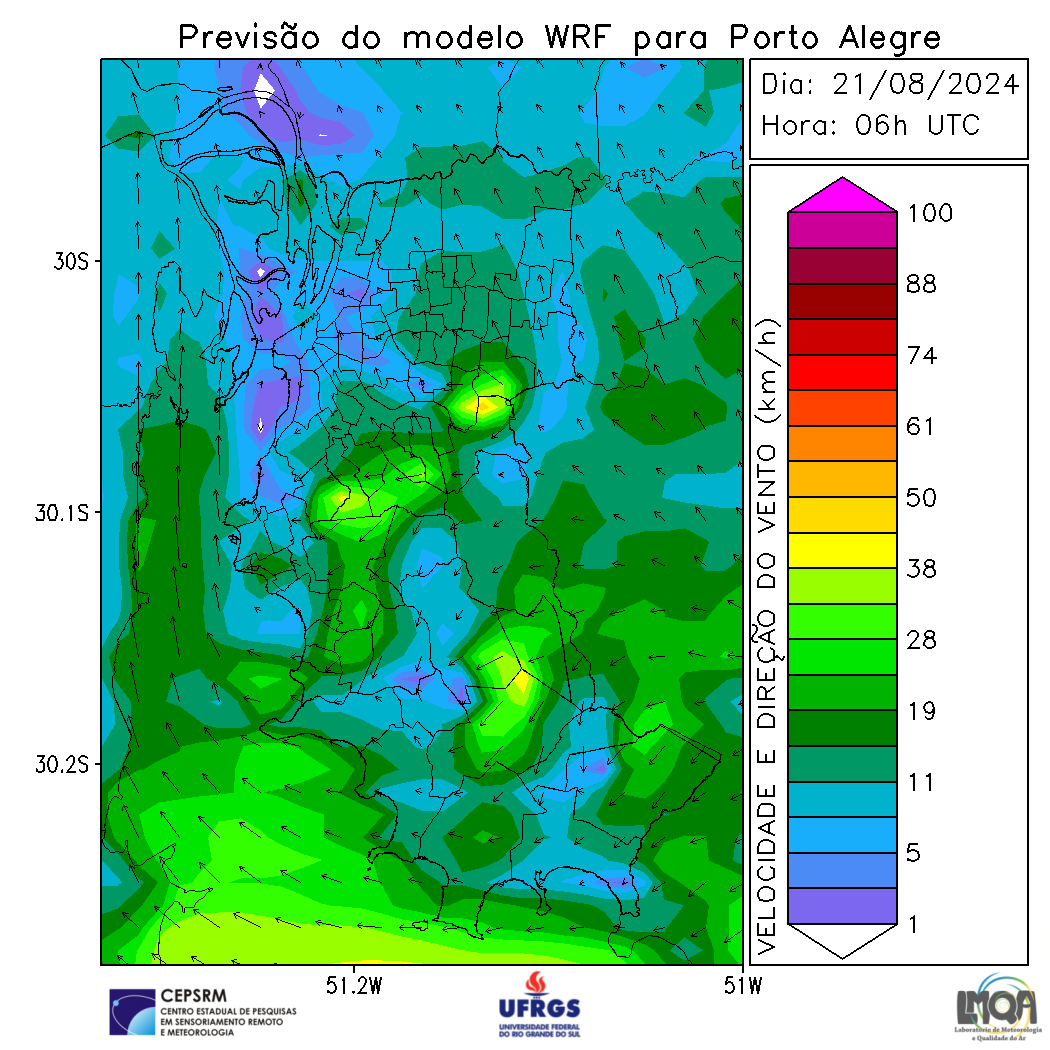 Previsão do modelo WRF para Porto Alegre
Dia: 21/08/2024
Hora: 06h UTC
30S
30.1S
30.2S
51.2W
51W
VELOCIDADE E DIREÇÃO DO VENTO (km/h)
100
88
74
61
50
38
28
19
11
5
1
CEPSRM
CENTRO ESTADUAL DE PESQUISAS
EM SENSORIAMENTO REMOTO
E METEOROLOGIA
UFRGS
UNIVERSIDADE FEDERAL
DO RIO GRANDE DO SUL
LMQA
Laboratório de Meteorologia
e Qualidade do Ar